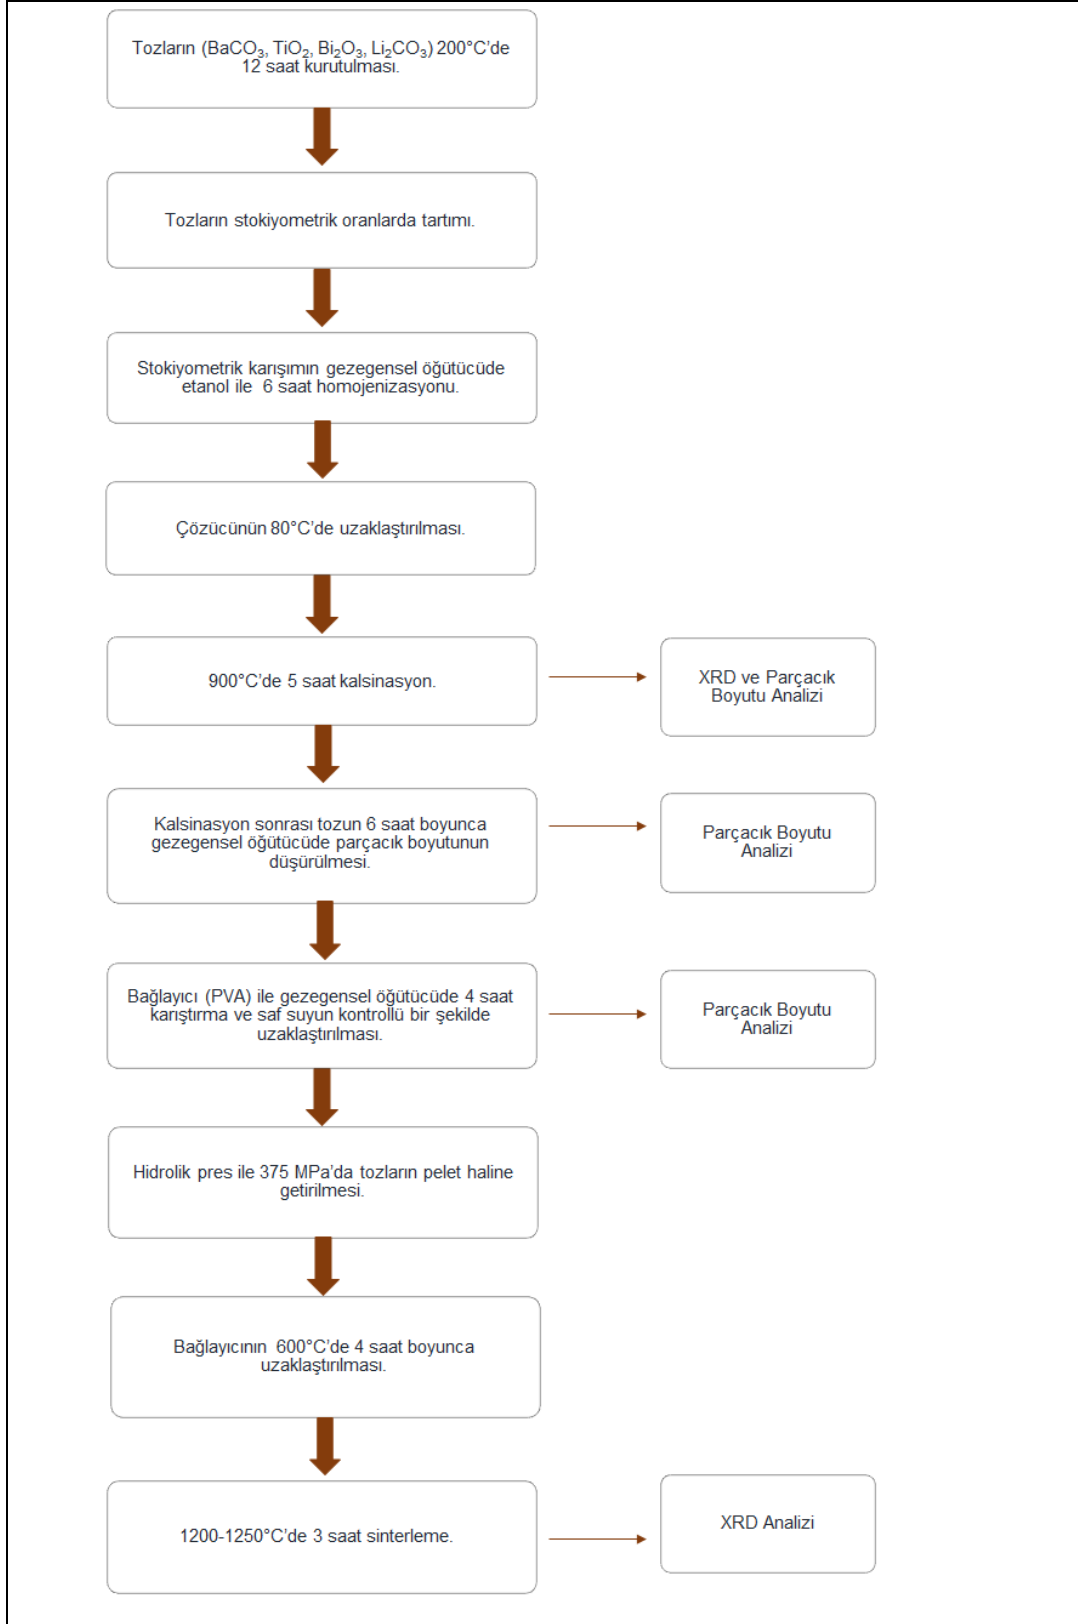 Tozların (BaCO₃, TiO₂, Bi₂O₃, Li₂CO₃) 200°C'de
12 saat kurutulması.
Tozların stokiyometrik oranlarda tartımı.
Stokiyometrik karışımın gezegensel öğütücüde
etanol ile 6 saat homojenizasyonu.
Çözücünün 80°C'de uzaklaştırılması.
900°C'de 5 saat kalsinasyon.
XRD ve Parçacık
Boyutu Analizi
Kalsinasyon sonrası tozun 6 saat boyunca
gezegensel öğütücüde parçacık boyutunun
düşürülmesi.
Parçacık Boyutu
Analizi
Bağlayıcı (PVA) ile gezegensel öğütücüde 4 saat
karıştırma ve saf suyun kontrollü bir şekilde
uzaklaştırılması.
Parçacık Boyutu
Analizi
Hidrolik pres ile 375 MPa'da tozların pelet haline
getirilmesi.
Bağlayıcının 600°C'de 4 saat boyunca
uzaklaştırılması.
1200-1250°C'de 3 saat sinterleme.
XRD Analizi